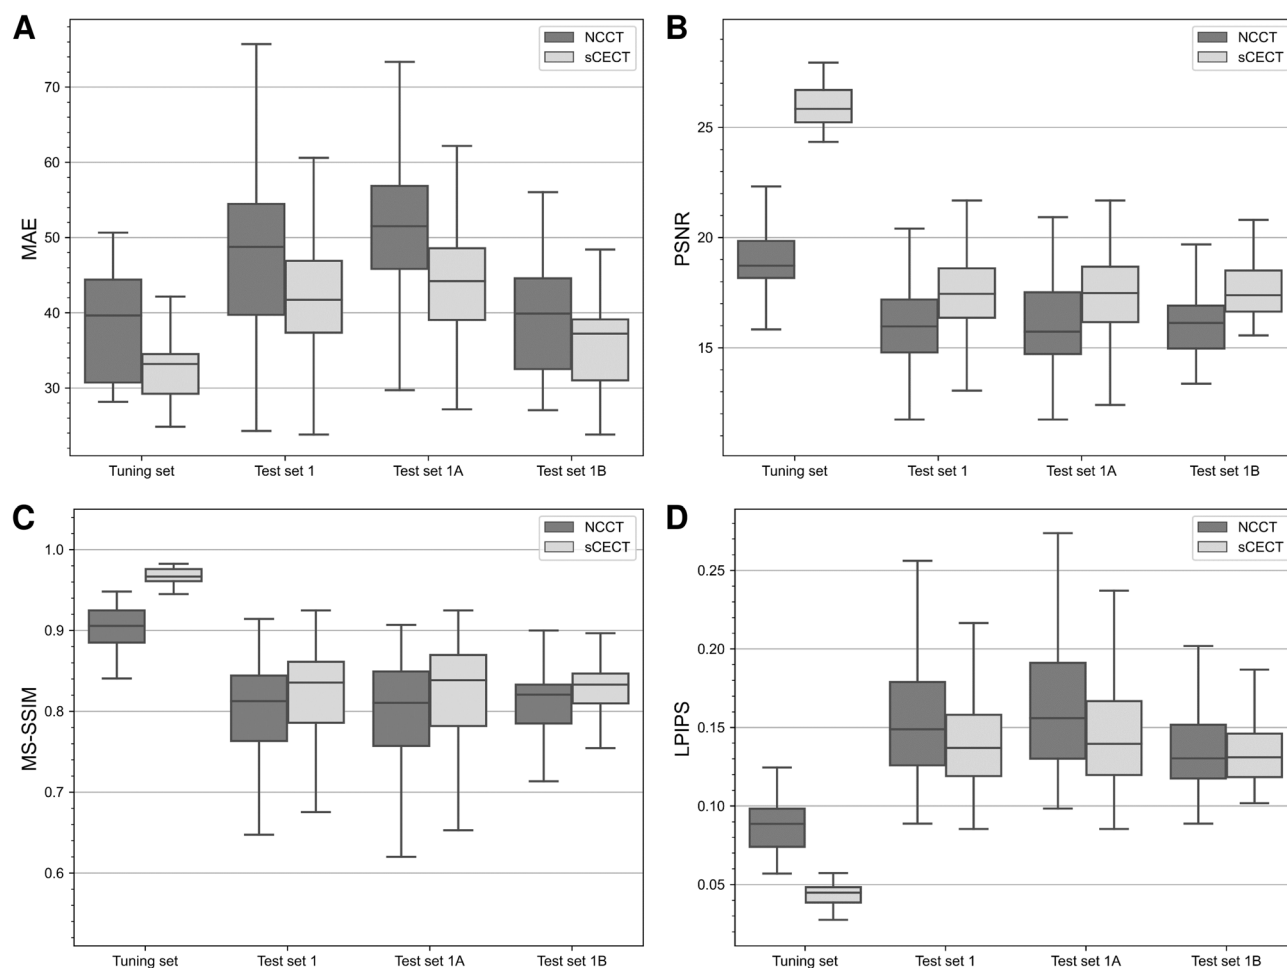 A
NCCT
sCECT
MAE
70
60
50
40
30
Tuning set
Test set 1
Test set 1A
Test set 1B
B
NCCT
sCECT
PSNR
25
20
15
Tuning set
Test set 1
Test set 1A
Test set 1B
C
NCCT
sCECT
MS-SSIM
1.0
0.9
0.8
0.7
0.6
Tuning set
Test set 1
Test set 1A
Test set 1B
D
NCCT
sCECT
LPIPS
0.25
0.20
0.15
0.10
0.05
Tuning set
Test set 1
Test set 1A
Test set 1B